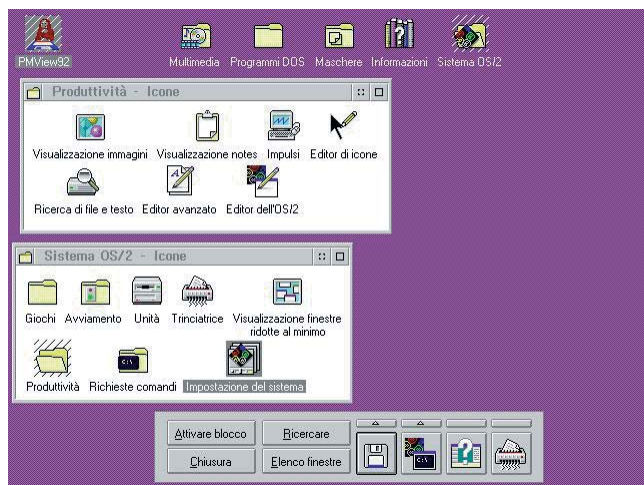 PMView92
Multimedia
Programmi DOS
Maschere
Informazioni
Sistema OS/2
Produttività - Icone
Visualizzazione immagini
Visualizzazione notes
Impulsi
Editor di icone
Ricerca di file e testo
Editor avanzato
Editor dell'OS/2
Sistema OS/2 - Icone
Giochi
Avviamento
Unità
Trinciatrice
Visualizzazione finestre
ridotte al minimo
Produttività
Richieste comandi
Impostazione del sistema
Attivare blocco
Ricercare
Chiusura
Elenco finestre